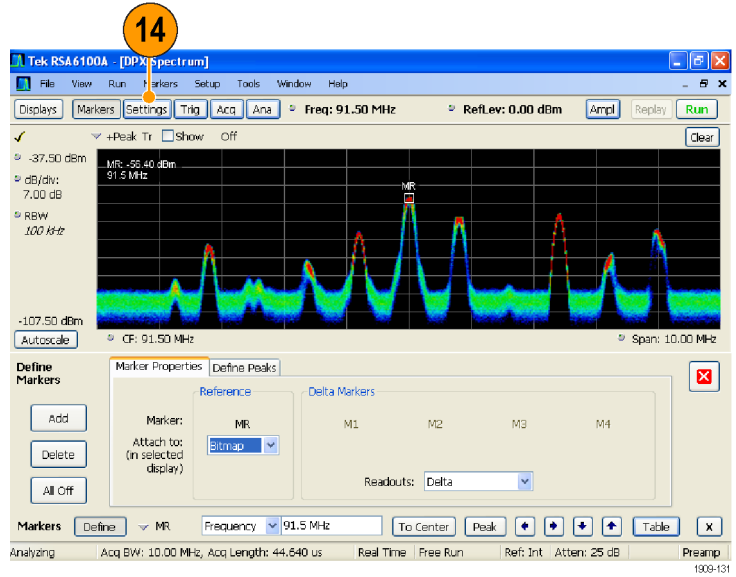 14
Tek RSA6100A - [DPX Spectrum]
File View Run Markers Setup Tools Window Help
Displays Markers Settings Trig Acq Ana Freq: 91.50 MHz RefLev: 0.00 dBm Ampl Replay Run
+Peak Tr Show Off Clear
-37.50 dBm
dB/div:
7.00 dB
RBW
100 kHz
MR: -56.40 dBm
91.5 MHz
MR
-107.50 dBm
Autoscale CF: 91.50 MHz Span: 10.00 MHz
Define
Markers
Marker Properties Define Peaks
Reference Delta Markers
Add
Delete
All Off
Marker: MR M1 M2 M3 M4
Attach to:
(in selected
display)
Bitmap
Readouts: Delta
Markers Define MR Frequency 91.5 MHz To Center Peak Table X
Analyzing Acq BW: 10.00 MHz, Acq Length: 44.640 us Real Time Free Run Ref: Int Atten: 25 dB Preamp
1909-131